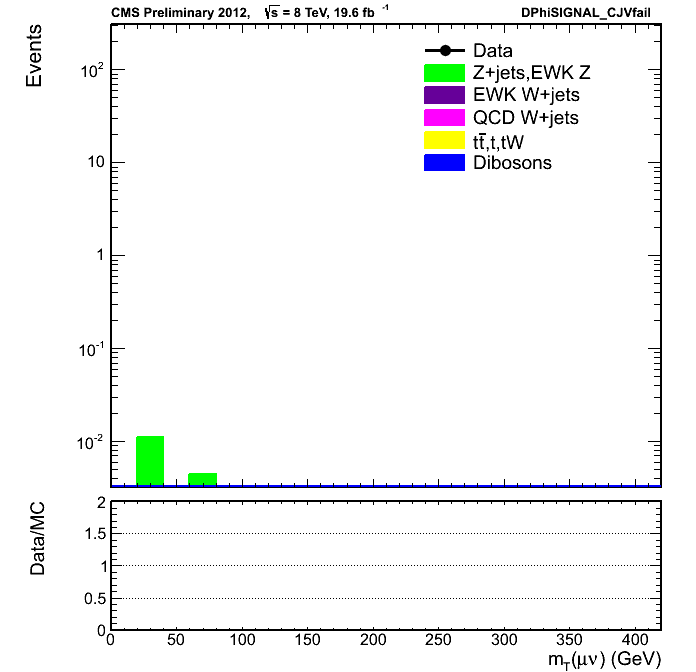 CMS Preliminary 2012, √s = 8 TeV, 19.6 fb⁻¹ DPhiSIGNAL_CJVfail
Events
10²
10
1
10⁻¹
10⁻²
Data
Z+jets,EWK Z
EWK W+jets
QCD W+jets
tt̅,t,tW
Dibosons
Data/MC
2
1.5
1
0.5
0
0 50 100 150 200 250 300 350 400
m_T(μν) (GeV)